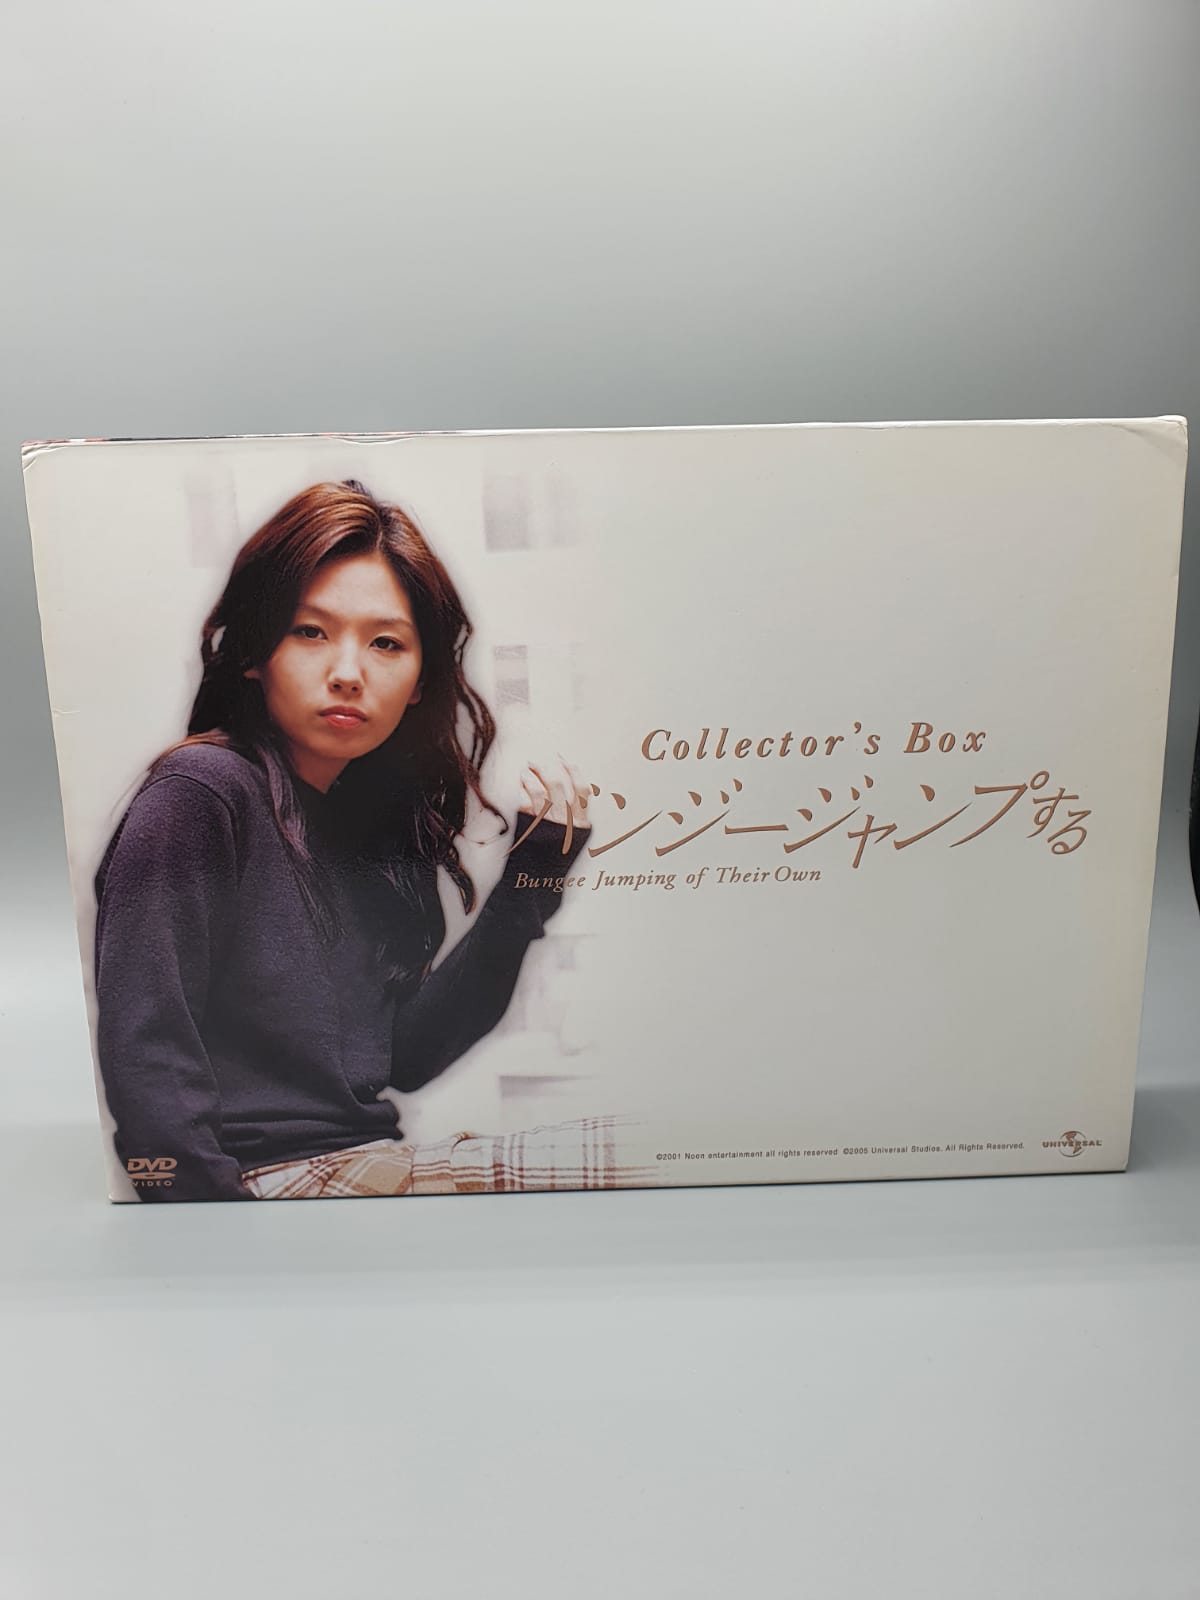 Collector's Box
バンジージャンプする
Bungee Jumping of Their Own
DVD
VIDEO
©2001 Noon entertainment all rights reserved ©2005 Universal Studios. All Rights Reserved.
UNIVERSAL